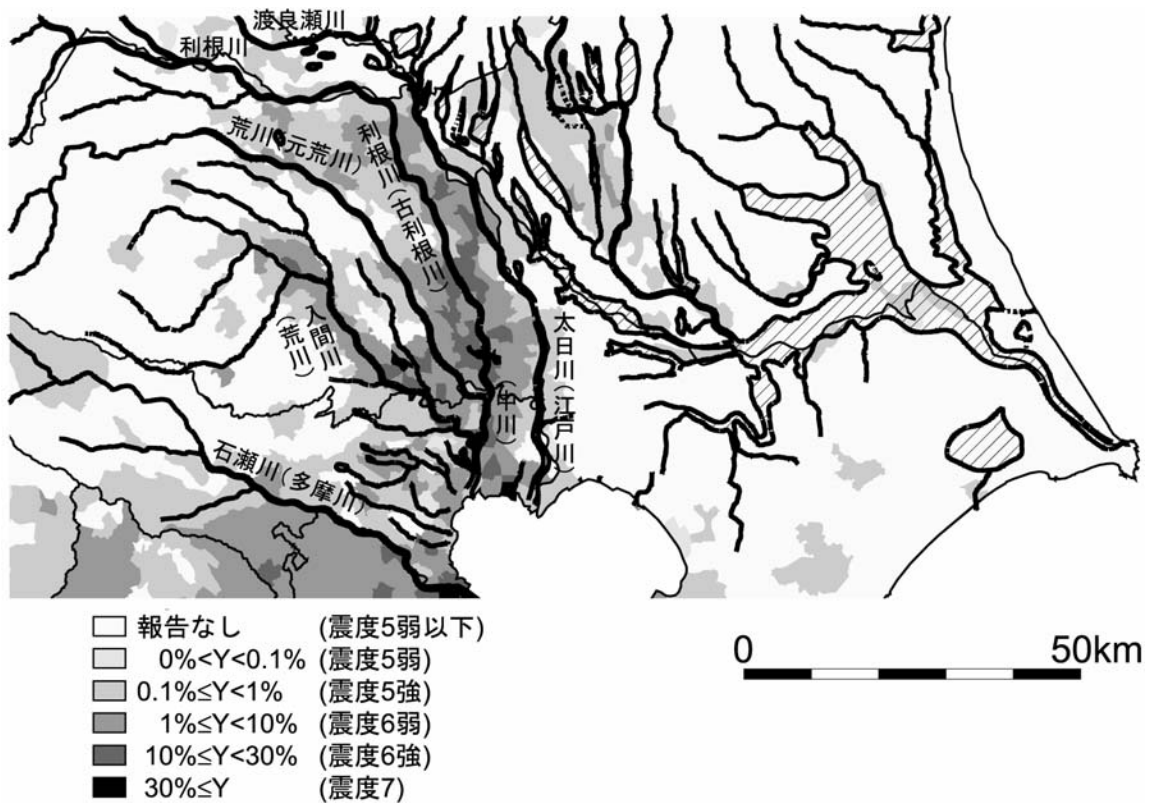 渡良瀬川
利根川
荒川(元荒川)
利根川(古利根川)
入間川
(荒川)
太日川(江戸川)
(中川)
石瀬川(多摩川)
報告なし (震度5弱以下)
0%<Y<0.1% (震度5弱)
0.1%≤Y<1% (震度5強)
1%≤Y<10% (震度6弱)
10%≤Y<30% (震度6強)
30%≤Y (震度7)
0 50km